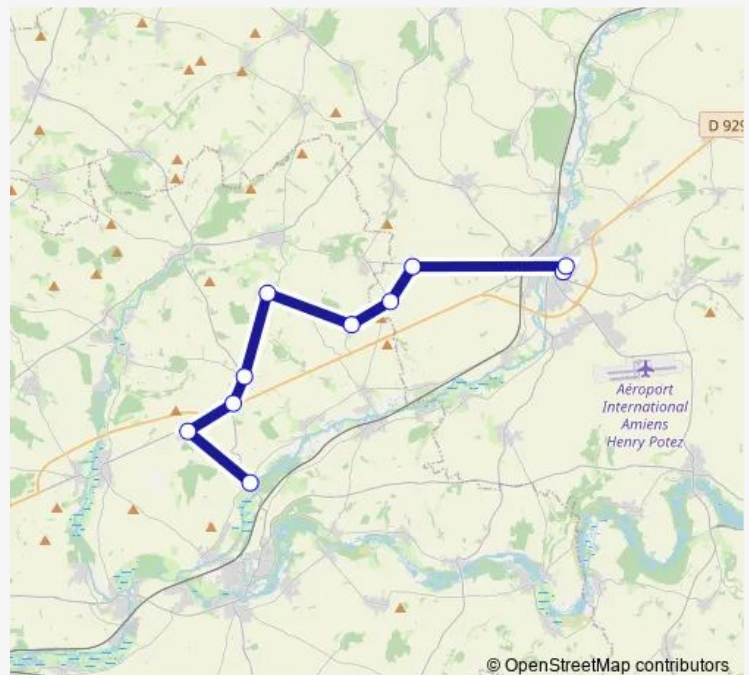 D 929
Aéroport
International
Amiens
Henry Potez
© OpenStreetMap contributors